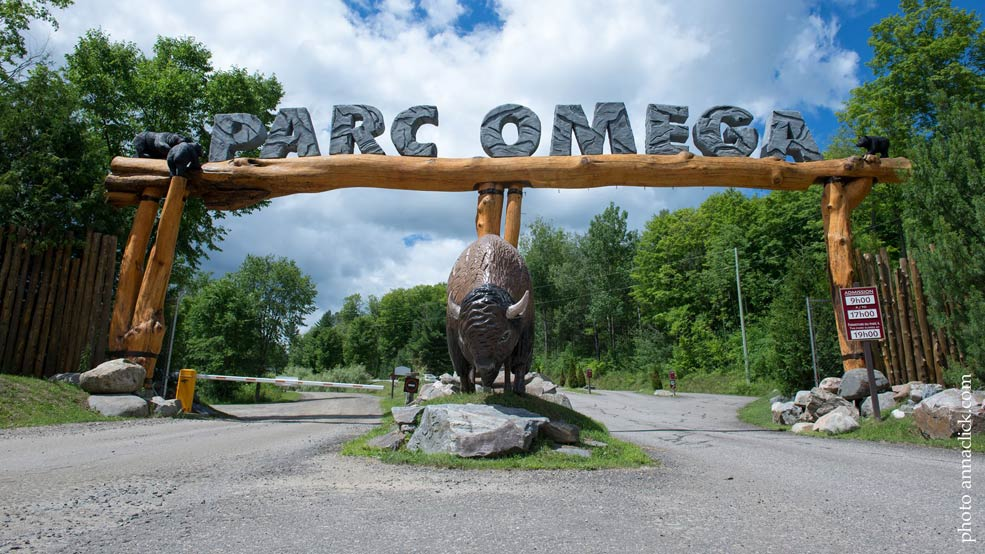 PARC OMEGA
ADMISSION
9h00
17h00
19h00
photo annaclick.com